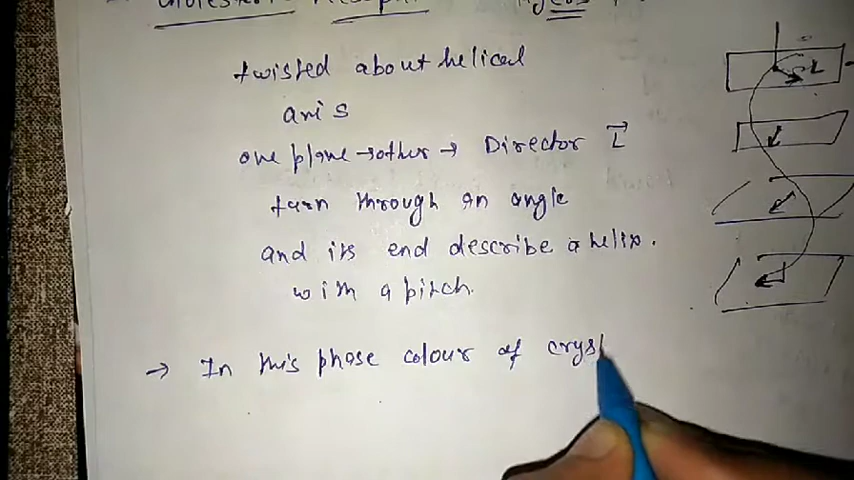 twisted about helical
axis
one plane → other → Director L
turn through an angle
and its end describe a helix.
with a pitch.
→ In this phase colour of crys
L